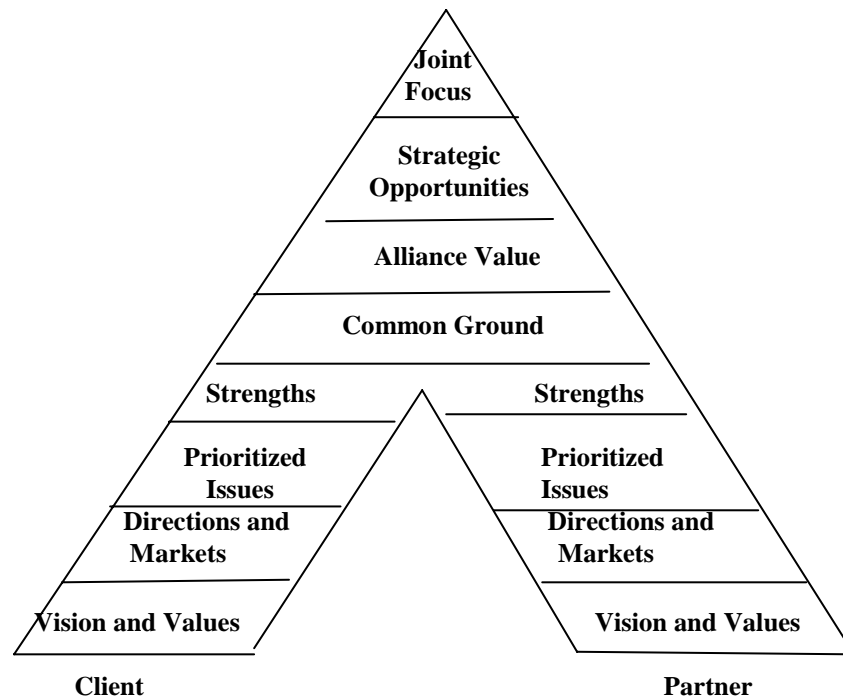 Joint
Focus
Strategic
Opportunities
Alliance Value
Common Ground
Strengths
Strengths
Prioritized
Issues
Prioritized
Issues
Directions and
Markets
Directions and
Markets
Vision and Values
Vision and Values
Client
Partner